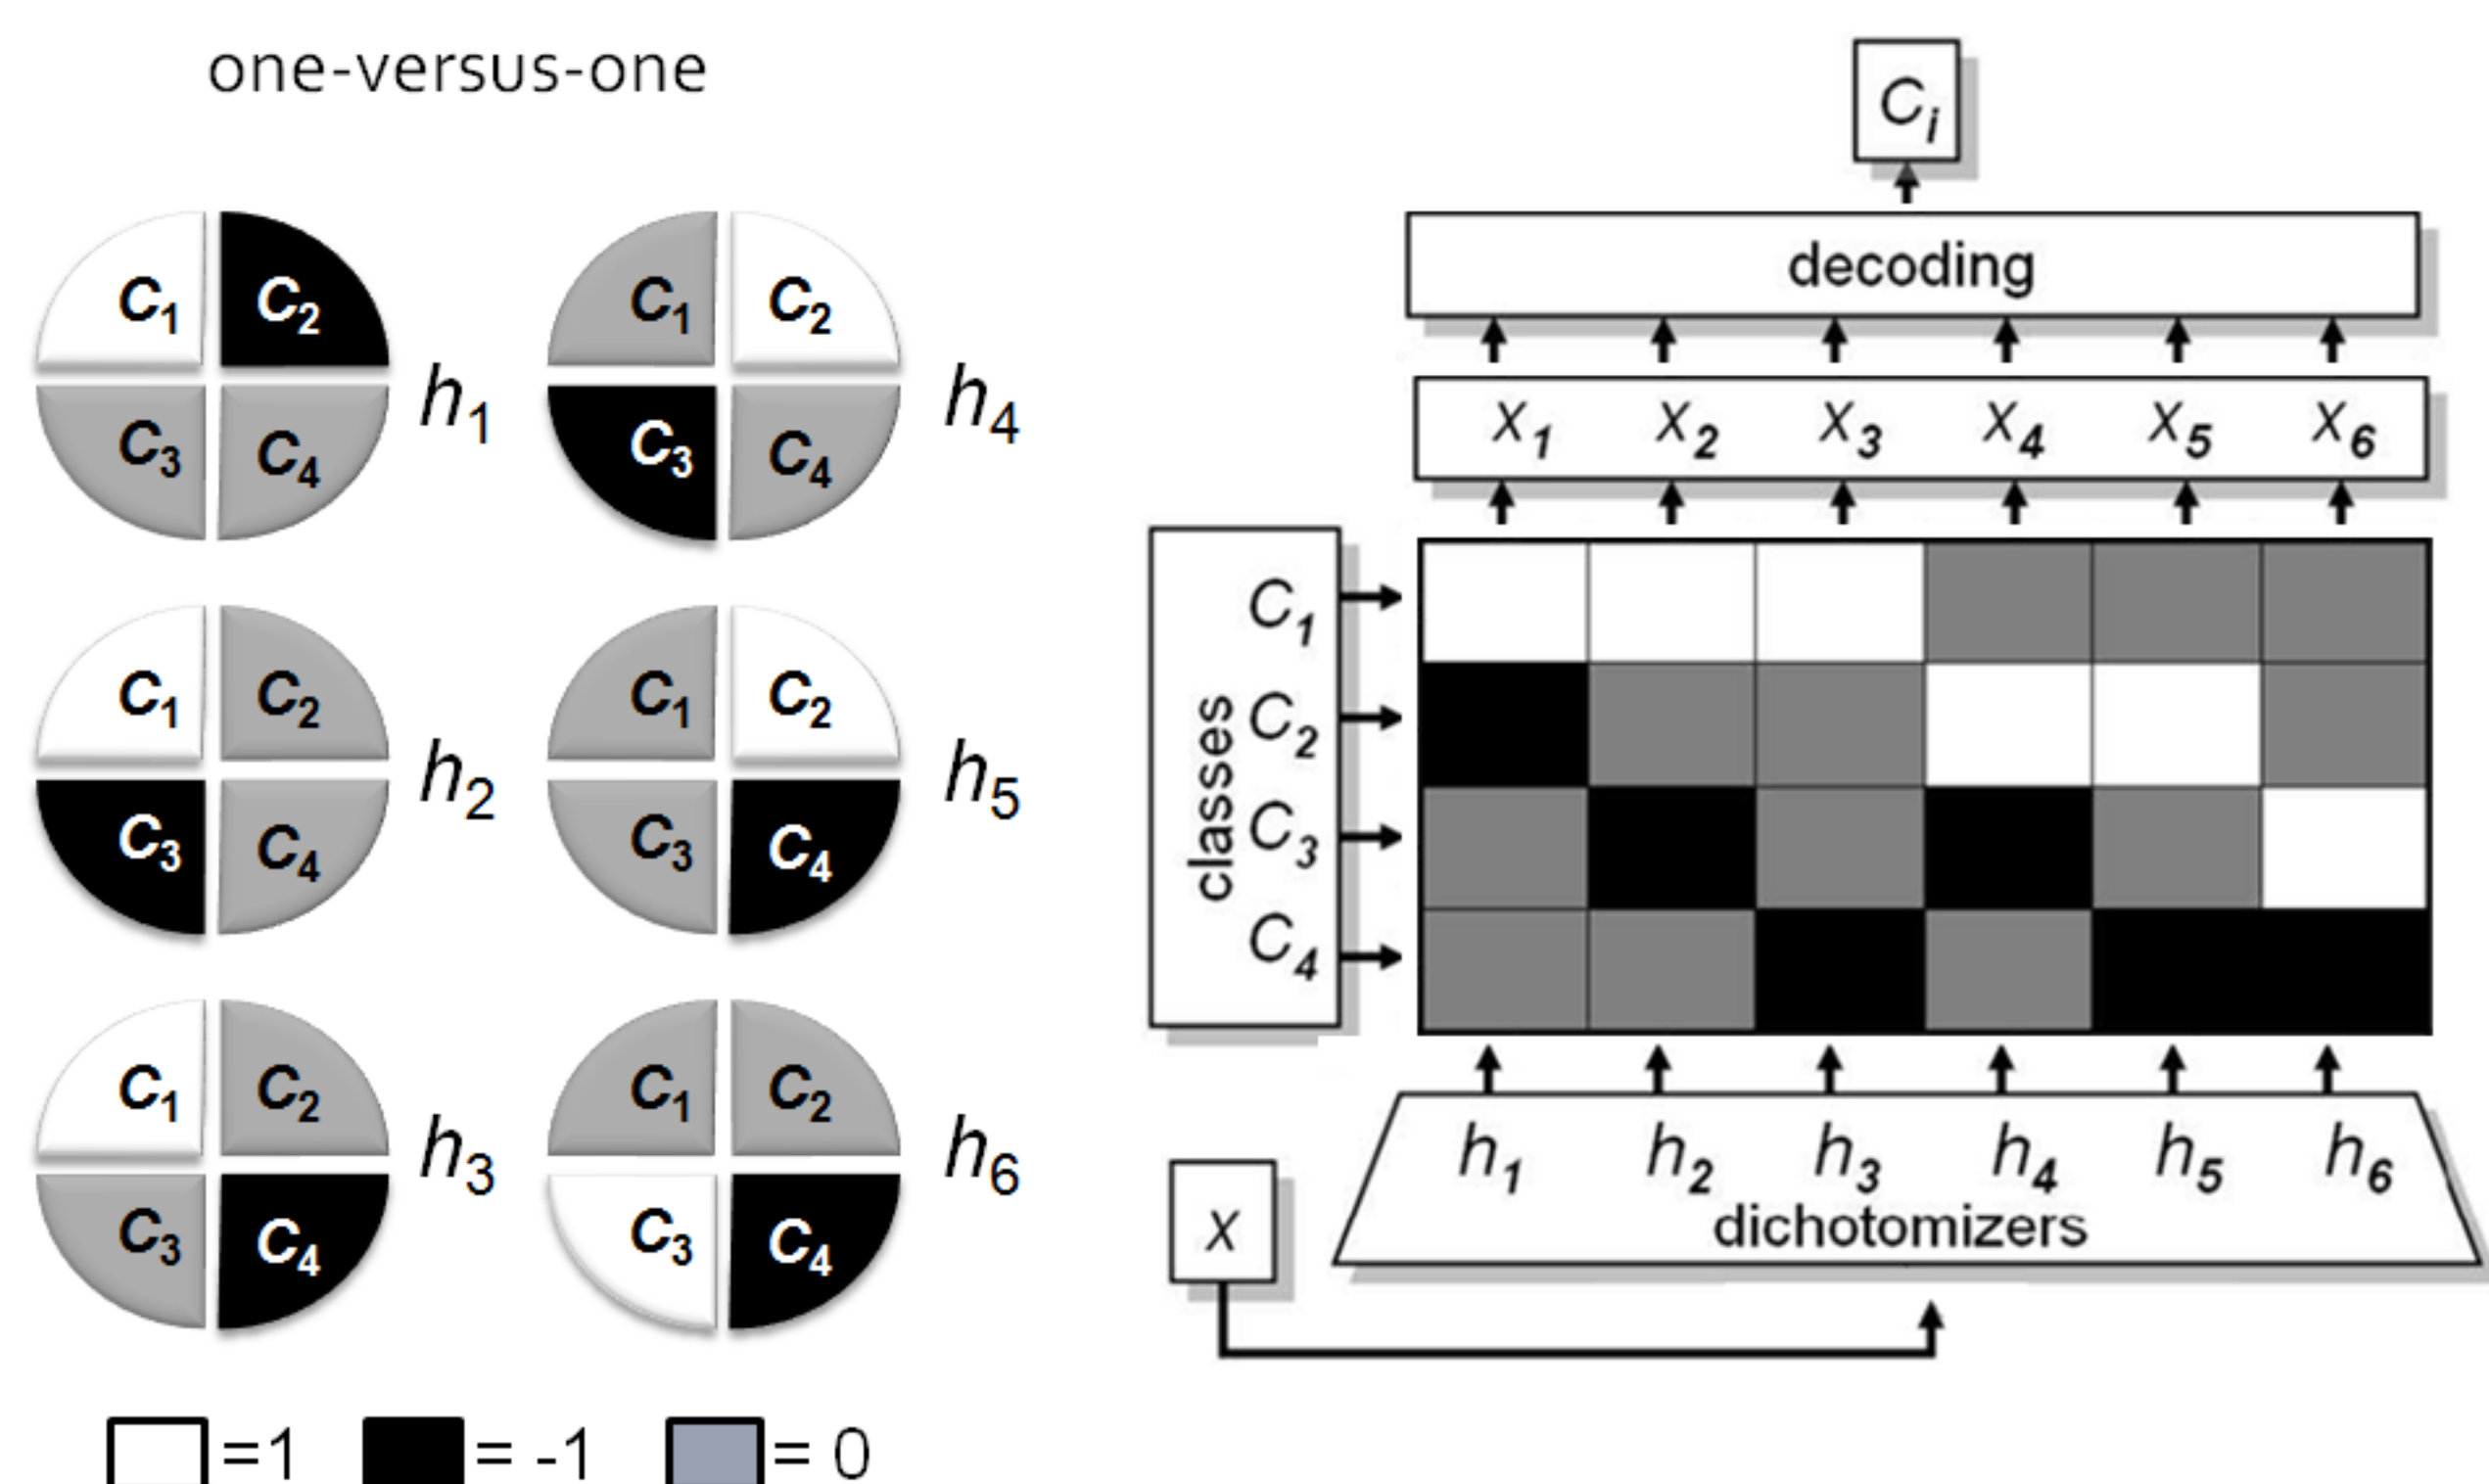 one-versus-one
C1 C2
C3 C4
h1
C1 C2
C3 C4
h4
C1 C2
C3 C4
h2
C1 C2
C3 C4
h5
C1 C2
C3 C4
h3
C1 C2
C3 C4
h6
=1 = -1 = 0
Ci
decoding
X1 X2 X3 X4 X5 X6
classes
C1
C2
C3
C4
h1 h2 h3 h4 h5 h6
dichotomizers
X